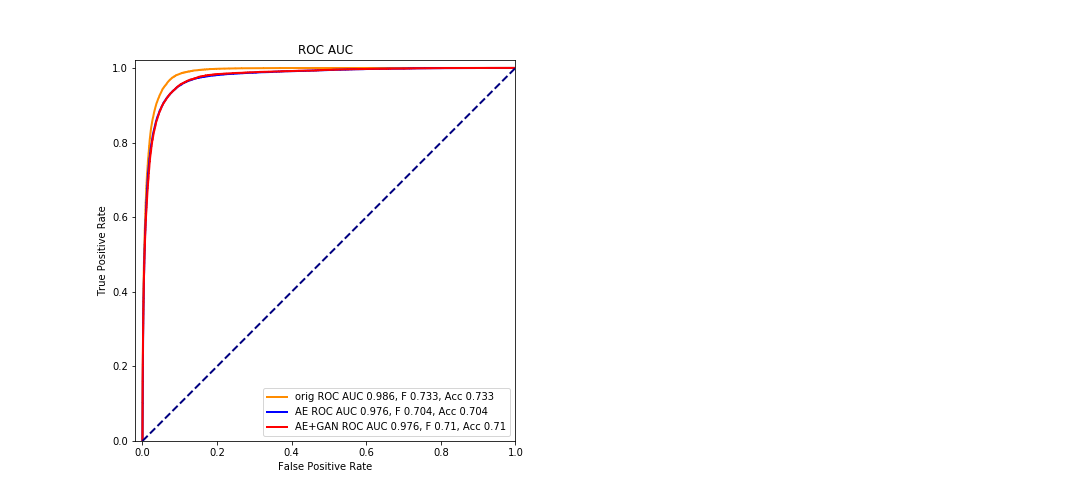 ROC AUC
True Positive Rate
1.0
0.8
0.6
0.4
0.2
0.0
orig ROC AUC 0.986, F 0.733, Acc 0.733
AE ROC AUC 0.976, F 0.704, Acc 0.704
AE+GAN ROC AUC 0.976, F 0.71, Acc 0.71
0.0 0.2 0.4 0.6 0.8 1.0
False Positive Rate